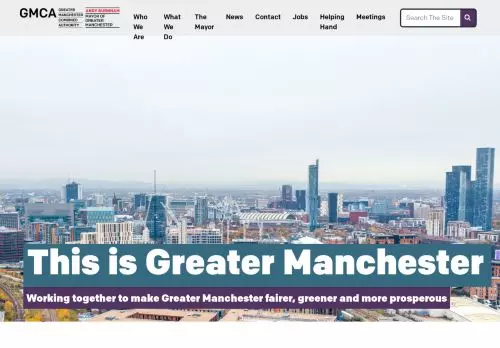 GMCA
GREATER
MANCHESTER
COMBINED
AUTHORITY
ANDY BURNHAM
MAYOR OF
GREATER
MANCHESTER
Who
We
Are
What
We
Do
The
Mayor
News
Contact
Jobs
Helping
Hand
Meetings
Search The Site
This is Greater Manchester
Working together to make Greater Manchester fairer, greener and more prosperous